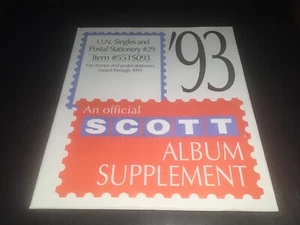 U.N. Singles and
Postal Stationery #29
Item #551S093
For stamps and postal stationery
issued through 1993.
'93
An official
SCOTT
ALBUM
SUPPLEMENT